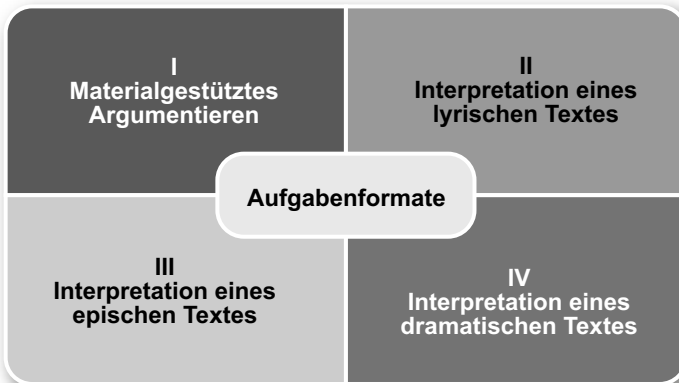 I
Materialgestütztes
Argumentieren
II
Interpretation eines
lyrischen Textes
Aufgabenformate
III
Interpretation eines
epischen Textes
IV
Interpretation eines
dramatischen Textes